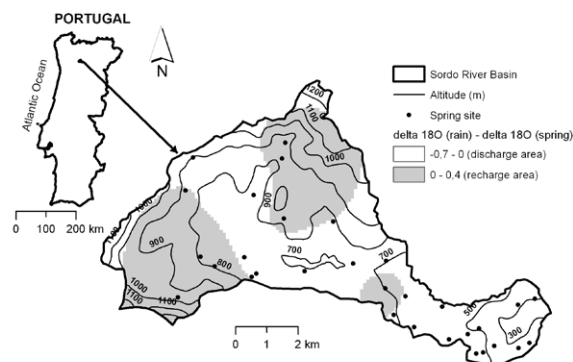 PORTUGAL
Atlantic Ocean
N
0 100 200 km
Sordo River Basin
Altitude (m)
Spring site
delta 18O (rain) - delta 18O (spring)
-0,7 - 0 (discharge area)
0 - 0,4 (recharge area)
1200
1100
1000
900
1000
1100
900
800
700
700
1000
1100
500
300
0 1 2 km